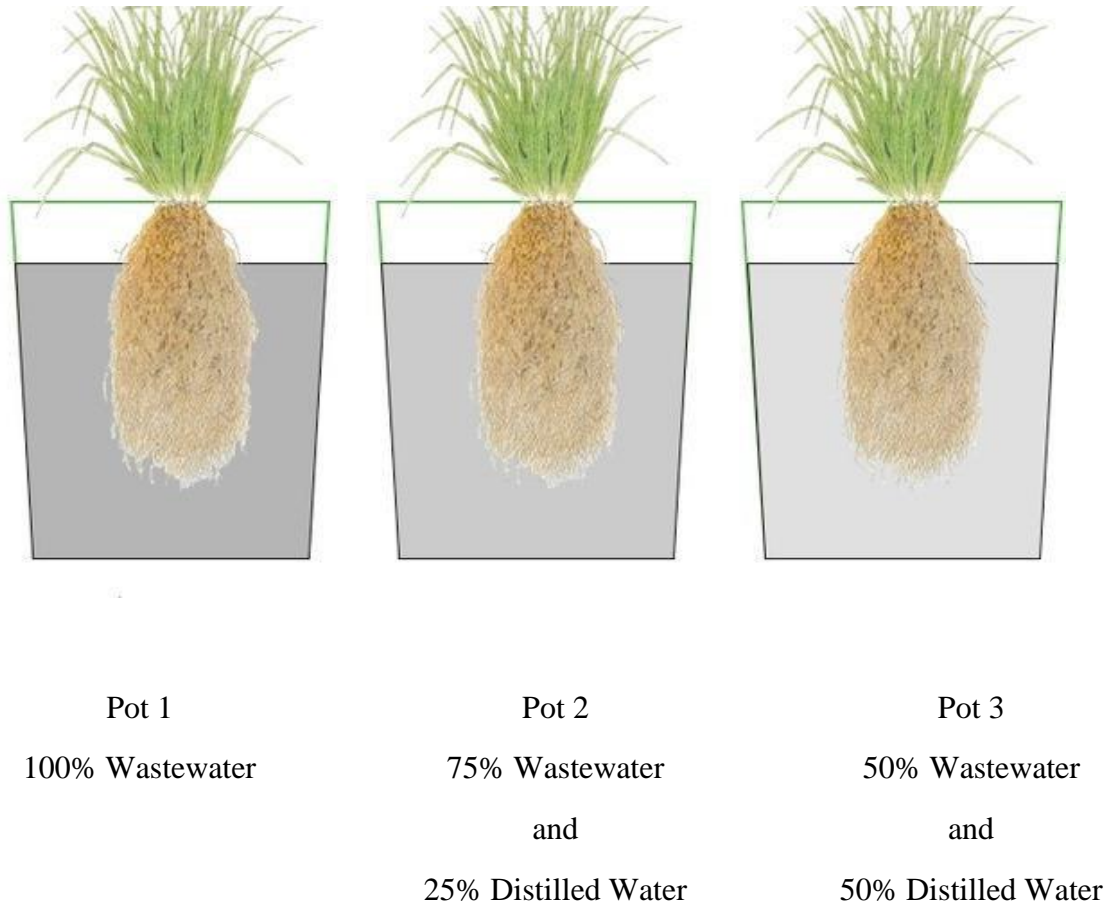 Pot 1
100% Wastewater
Pot 2
75% Wastewater
and
25% Distilled Water
Pot 3
50% Wastewater
and
50% Distilled Water